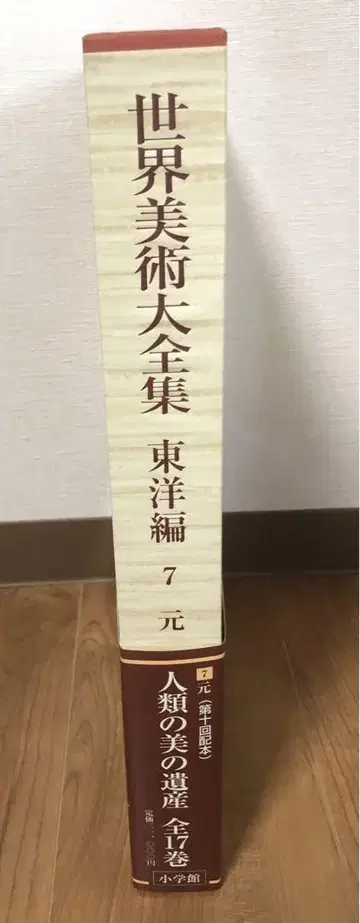 世界美術大全集 東洋編 7 元
7 元（第十回配本）
人類の美の遺産 全17巻
小学館